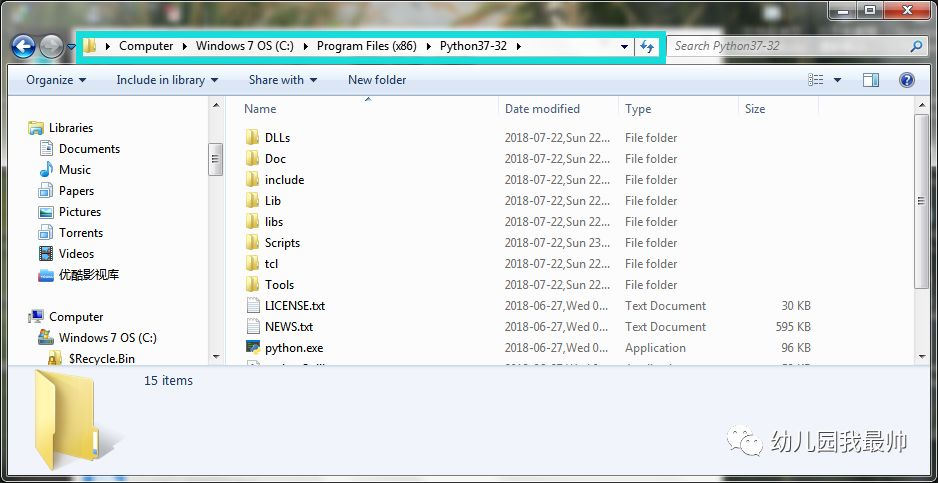 Computer Windows 7 OS (C:) Program Files (x86) Python37-32
Search Python37-32
Organize Include in library Share with New folder
Libraries
Documents
Music
Papers
Pictures
Torrents
Videos
优酷影视库
Computer
Windows 7 OS (C:)
$Recycle.Bin
Name Date modified Type Size
DLLs 2018-07-22,Sun 22... File folder
Doc 2018-07-22,Sun 22... File folder
include 2018-07-22,Sun 22... File folder
Lib 2018-07-22,Sun 22... File folder
libs 2018-07-22,Sun 22... File folder
Scripts 2018-07-22,Sun 23... File folder
tcl 2018-07-22,Sun 22... File folder
Tools 2018-07-22,Sun 22... File folder
LICENSE.txt 2018-06-27,Wed 0... Text Document 30 KB
NEWS.txt 2018-06-27,Wed 0... Text Document 595 KB
python.exe 2018-06-27,Wed 0... Application 96 KB
15 items
幼儿园我最帅